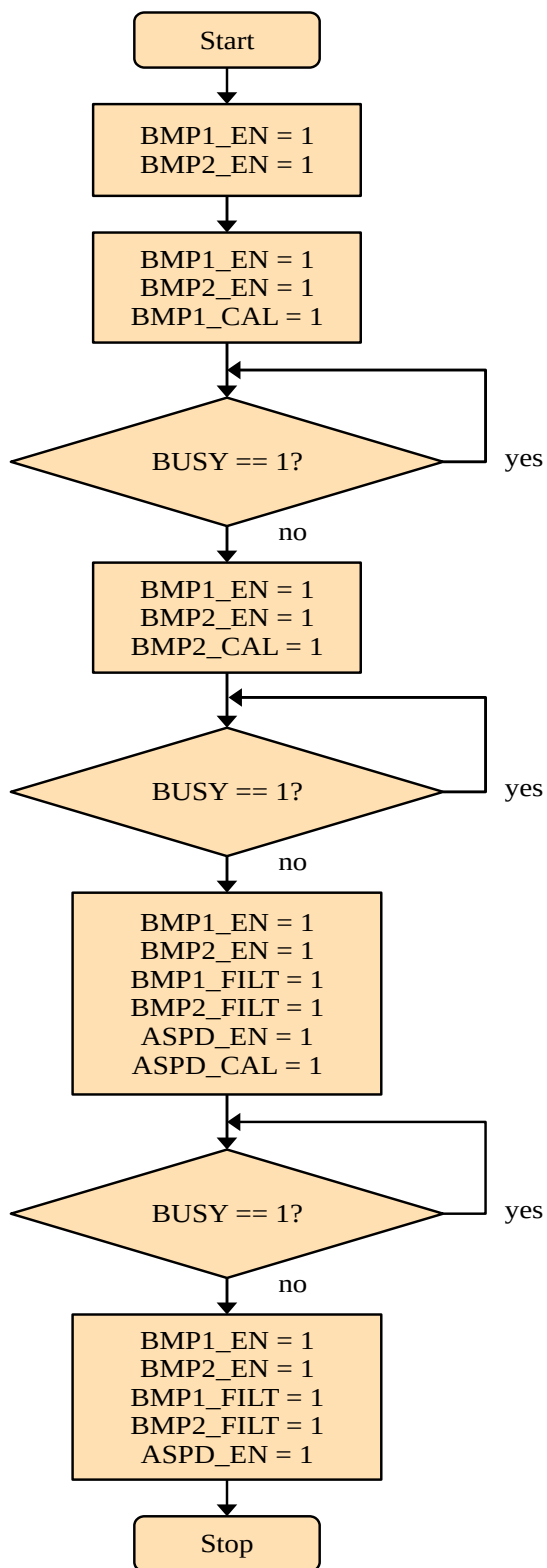 Start
BMP1_EN = 1
BMP2_EN = 1
BMP1_EN = 1
BMP2_EN = 1
BMP1_CAL = 1
BUSY == 1?
yes
no
BMP1_EN = 1
BMP2_EN = 1
BMP2_CAL = 1
BUSY == 1?
yes
no
BMP1_EN = 1
BMP2_EN = 1
BMP1_FILT = 1
BMP2_FILT = 1
ASPD_EN = 1
ASPD_CAL = 1
BUSY == 1?
yes
no
BMP1_EN = 1
BMP2_EN = 1
BMP1_FILT = 1
BMP2_FILT = 1
ASPD_EN = 1
Stop